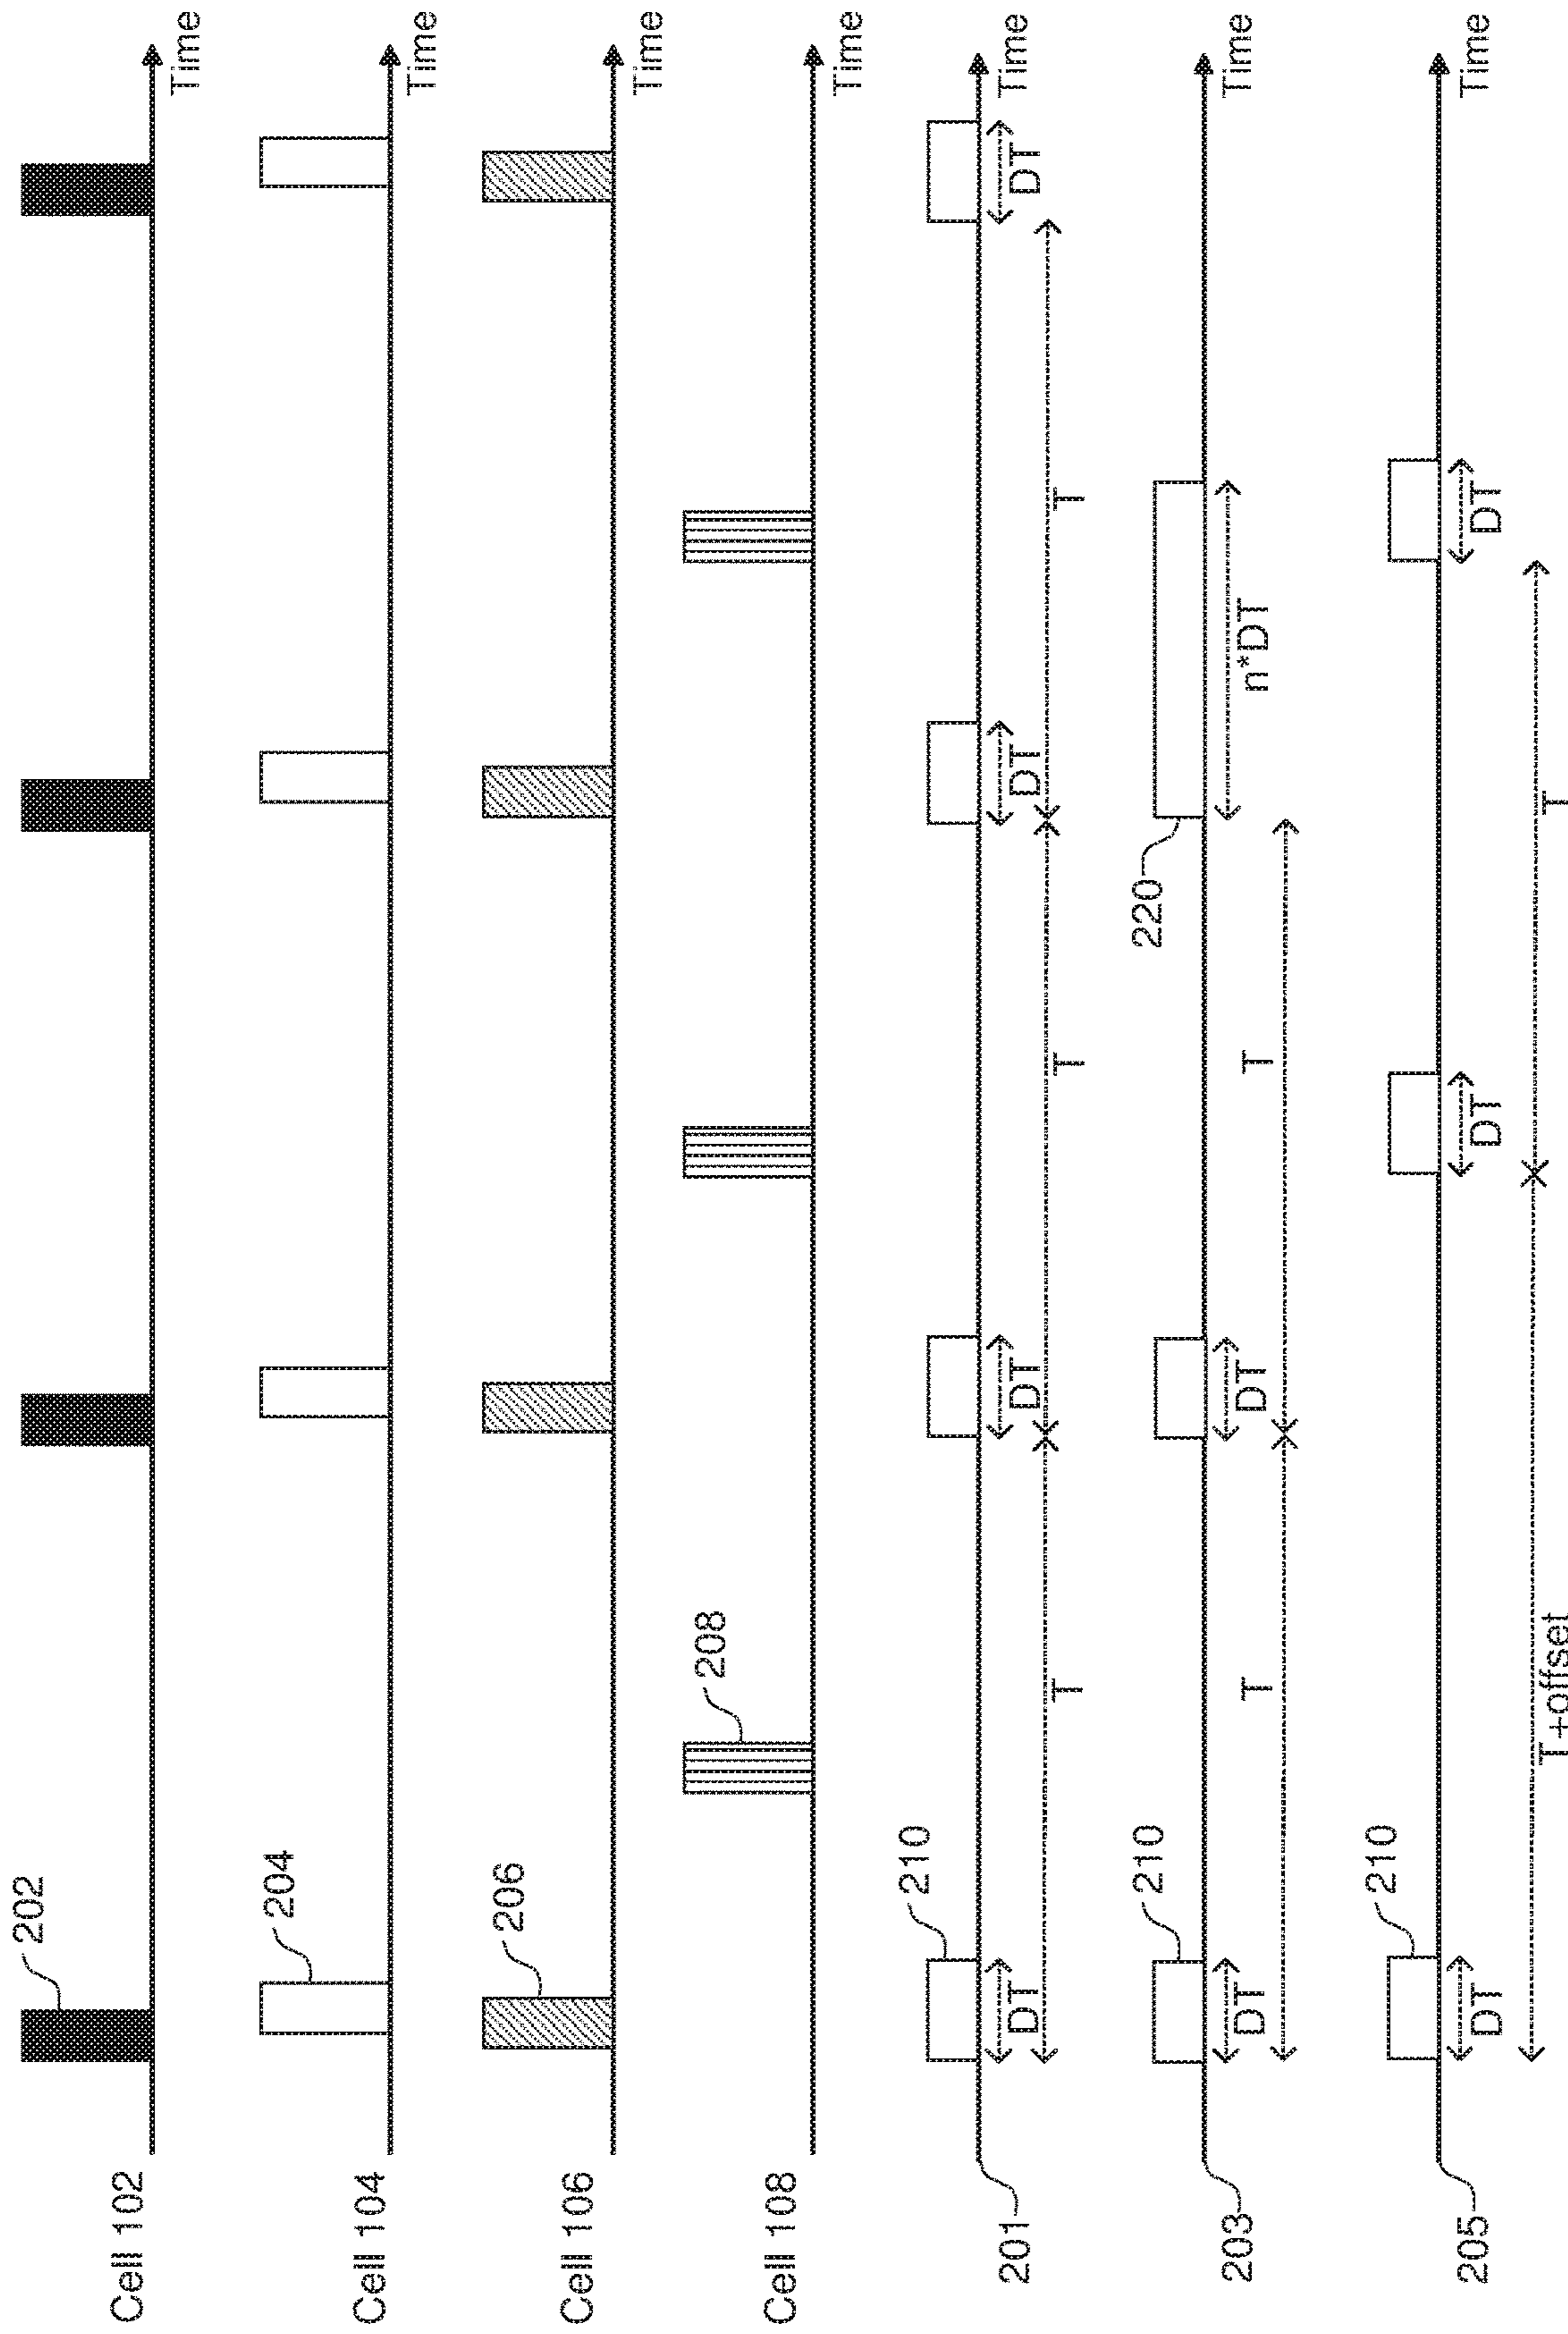 202
Cell 102
Time
204
Cell 104
Time
206
Cell 106
Time
208
Cell 108
Time
210
201
DT
DT
DT
DT
Time
T
T
T
210
220
203
DT
DT
n*DT
Time
T
T
210
205
DT
DT
DT
Time
T+offset
T